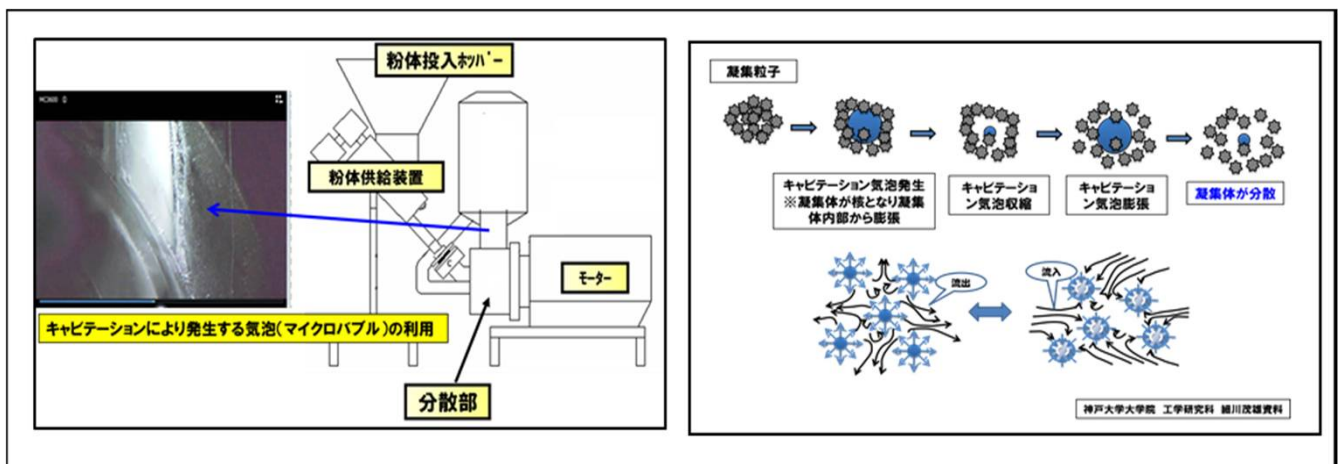 粉体投入ﾎｯﾊﾟｰ
粉体供給装置
モーター
キャビテーションにより発生する気泡(マイクロバブル)の利用
分散部
凝集粒子
キャビテーション気泡発生
※凝集体が核となり凝集
体内部から膨張
キャビテーショ
ン気泡収縮
キャビテーショ
ン気泡膨張
凝集体が分散
流出
流入
神戸大学大学院 工学研究科 細川茂雄資料